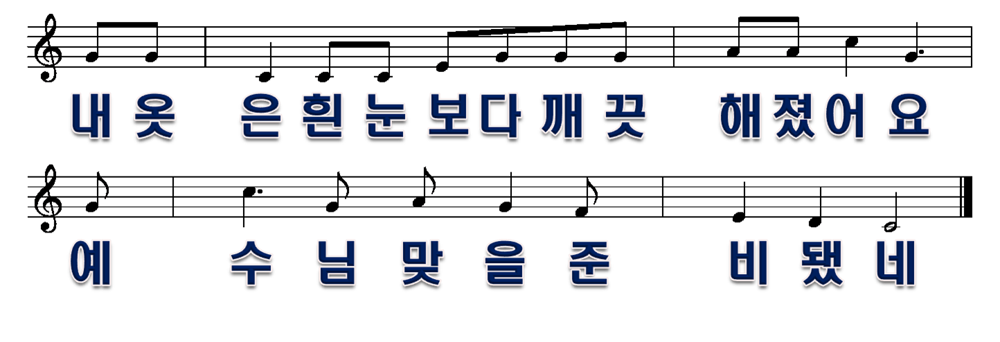 내 옷 은 흰 눈 보 다 깨 끗 해 졌 어 요
예 수 님 맞 을 준 비 됐 네